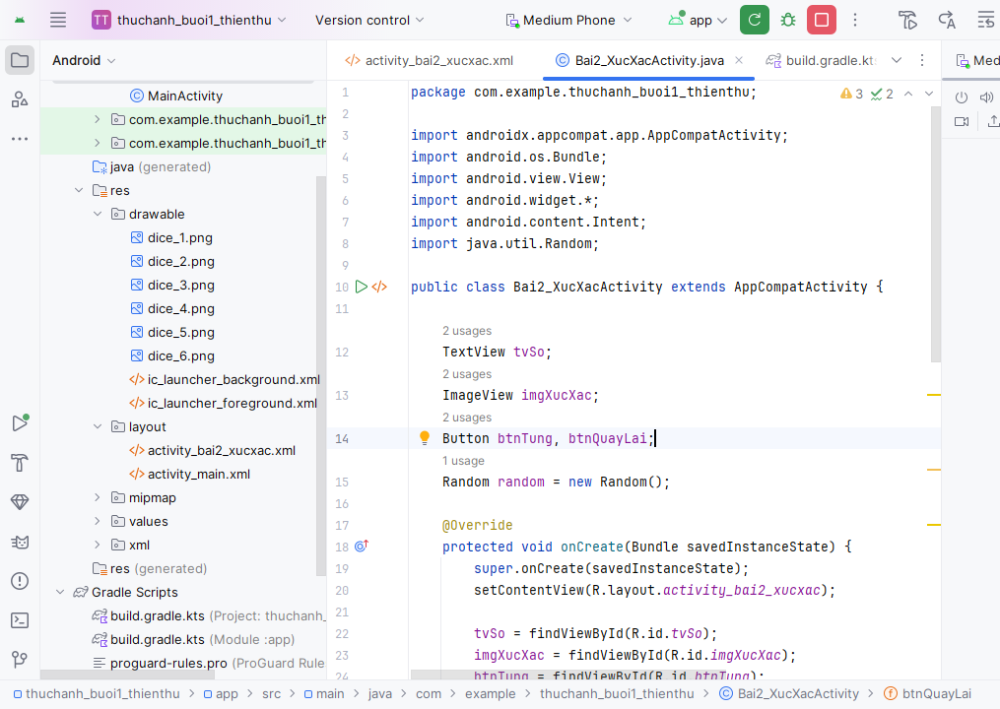 TT thuchanh_buoi1_thienthu Version control Medium Phone app
Android
activity_bai2_xucxac.xml Bai2_XucXacActivity.java build.gradle.kts Med
MainActivity
com.example.thuchanh_buoi1_th
com.example.thuchanh_buoi1_th
java (generated)
res
drawable
dice_1.png
dice_2.png
dice_3.png
dice_4.png
dice_5.png
dice_6.png
ic_launcher_background.xml
ic_launcher_foreground.xml
layout
activity_bai2_xucxac.xml
activity_main.xml
mipmap
values
xml
res (generated)
Gradle Scripts
build.gradle.kts (Project: thuchanh_
build.gradle.kts (Module :app)
proguard-rules.pro (ProGuard Rule
3 2
1 package com.example.thuchanh_buoi1_thienthu;
2
3 import androidx.appcompat.app.AppCompatActivity;
4 import android.os.Bundle;
5 import android.view.View;
6 import android.widget.*;
7 import android.content.Intent;
8 import java.util.Random;
9
10 public class Bai2_XucXacActivity extends AppCompatActivity {
11
2 usages
12 TextView tvSo;
2 usages
13 ImageView imgXucXac;
2 usages
14 Button btnTung, btnQuayLai;
1 usage
15 Random random = new Random();
16
17 @Override
18 protected void onCreate(Bundle savedInstanceState) {
19 super.onCreate(savedInstanceState);
20 setContentView(R.layout.activity_bai2_xucxac);
21
22 tvSo = findViewById(R.id.tvSo);
23 imgXucXac = findViewById(R.id.imgXucXac);
24 btnTung = findViewById(R.id.btnTung);
thuchanh_buoi1_thienthu > app > src > main > java > com > example > thuchanh_buoi1_thienthu > Bai2_XucXacActivity > btnQuayLai